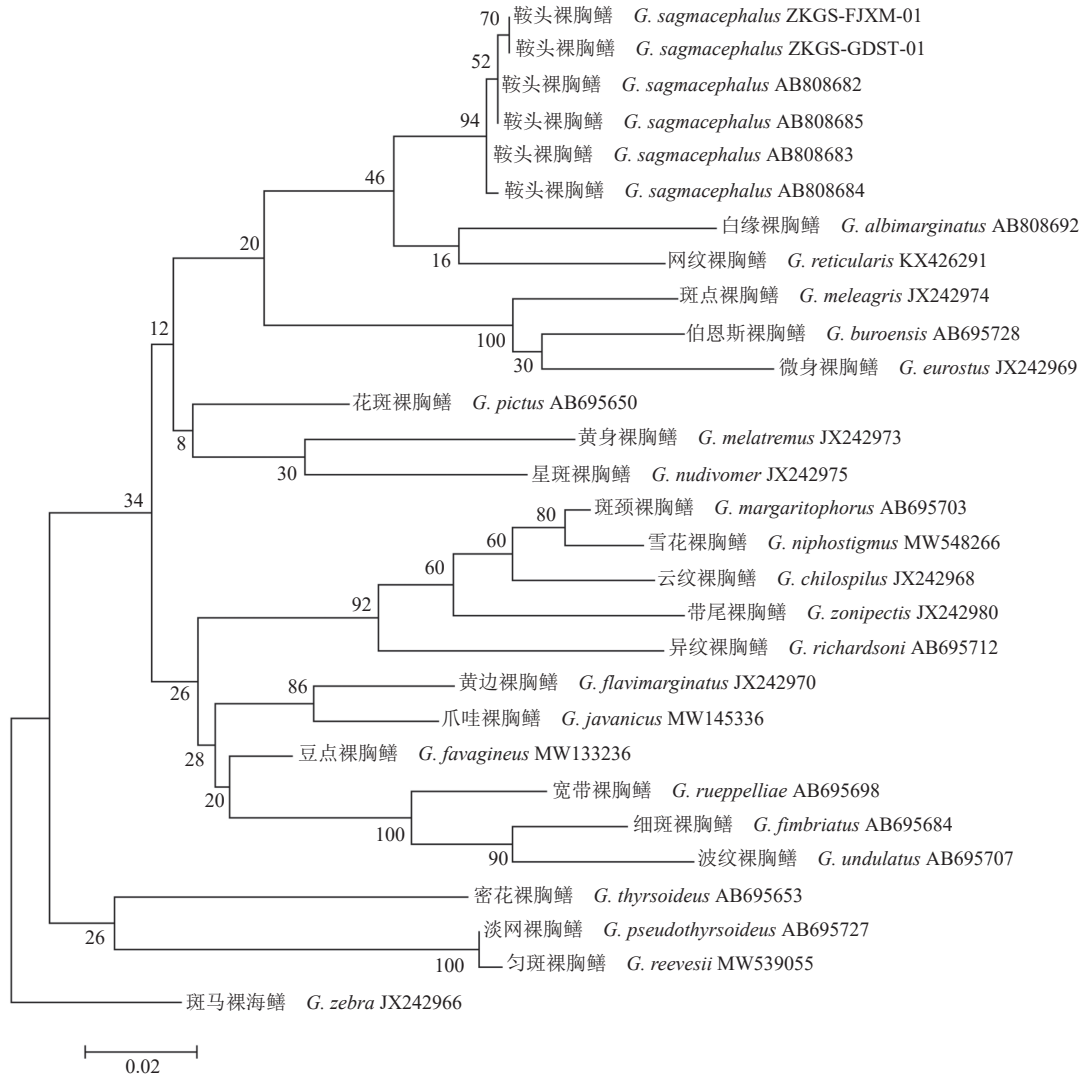 70
鞍头裸胸鳝 G. sagmacephalus ZKGS-FJXM-01
鞍头裸胸鳝 G. sagmacephalus ZKGS-GDST-01
52
鞍头裸胸鳝 G. sagmacephalus AB808682
94
鞍头裸胸鳝 G. sagmacephalus AB808685
鞍头裸胸鳝 G. sagmacephalus AB808683
46
鞍头裸胸鳝 G. sagmacephalus AB808684
白缘裸胸鳝 G. albimarginatus AB808692
20
16
网纹裸胸鳝 G. reticularis KX426291
斑点裸胸鳝 G. meleagris JX242974
12
100
伯恩斯裸胸鳝 G. buroensis AB695728
30
微身裸胸鳝 G. eurostus JX242969
花斑裸胸鳝 G. pictus AB695650
8
黄身裸胸鳝 G. melatremus JX242973
30
星斑裸胸鳝 G. nudivomer JX242975
34
80
斑颈裸胸鳝 G. margaritophorus AB695703
60
雪花裸胸鳝 G. niphostigmus MW548266
60
云纹裸胸鳝 G. chilospilus JX242968
92
带尾裸胸鳝 G. zonipectis JX242980
异纹裸胸鳝 G. richardsoni AB695712
26
86
黄边裸胸鳝 G. flavimarginatus JX242970
爪哇裸胸鳝 G. javanicus MW145336
28
豆点裸胸鳝 G. favagineus MW133236
20
宽带裸胸鳝 G. rueppelliae AB695698
100
细斑裸胸鳝 G. fimbriatus AB695684
90
波纹裸胸鳝 G. undulatus AB695707
密花裸胸鳝 G. thyrsoideus AB695653
26
淡网裸胸鳝 G. pseudothyrsoideus AB695727
100
匀斑裸胸鳝 G. reevesii MW539055
斑马裸海鳝 G. zebra JX242966
0.02